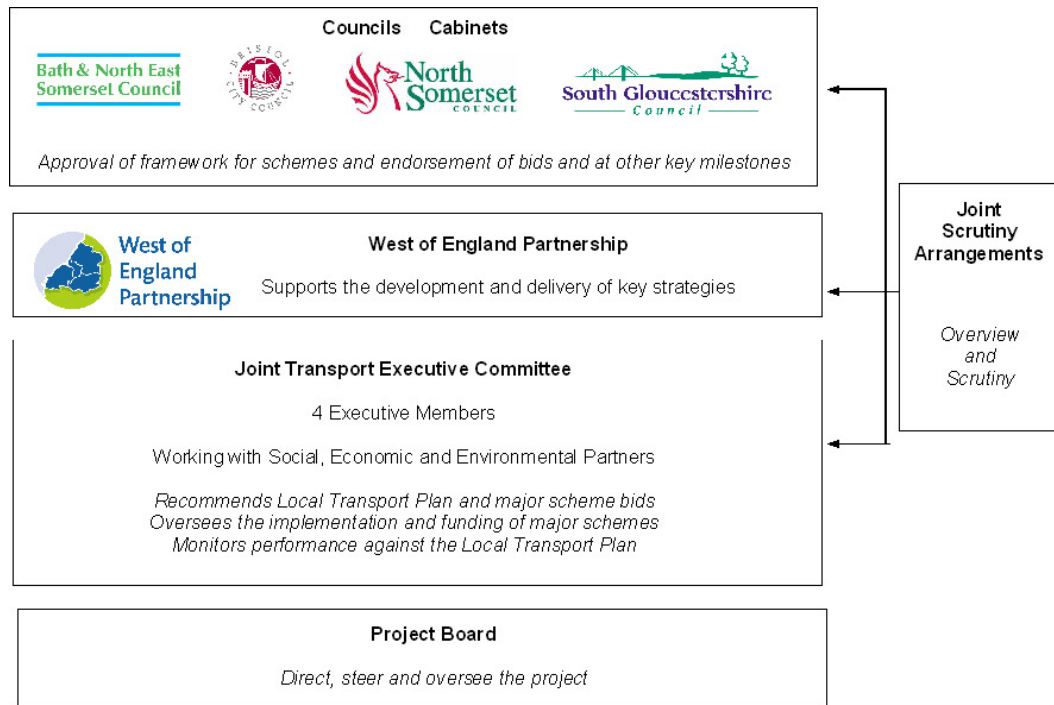 Councils Cabinets
Bath & North East
Somerset Council
BRISTOL
CITY COUNCIL
North
Somerset
COUNCIL
South Gloucestershire
Council
Approval of framework for schemes and endorsement of bids and at other key milestones
West of
England
Partnership
West of England Partnership
Supports the development and delivery of key strategies
Joint
Scrutiny
Arrangements
Overview
and
Scrutiny
Joint Transport Executive Committee
4 Executive Members
Working with Social, Economic and Environmental Partners
Recommends Local Transport Plan and major scheme bids
Oversees the implementation and funding of major schemes
Monitors performance against the Local Transport Plan
Project Board
Direct, steer and oversee the project